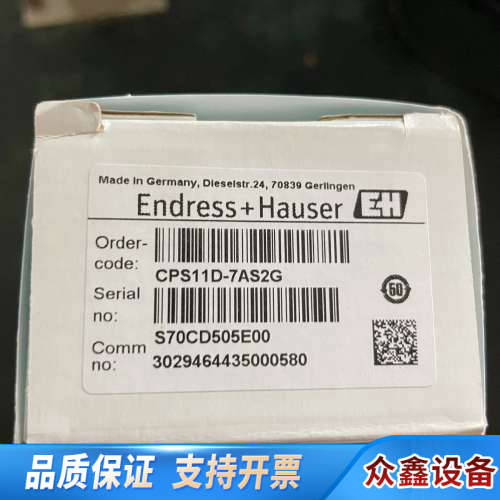 Made in Germany, Dieselstr.24, 70839 Gerlingen
Endress+Hauser EH
Order-
code:
CPS11D-7AS2G
Serial
no:
S70CD505E00
Comm
no:
3029464435000580
50
品质保证 支持开票
众鑫设备